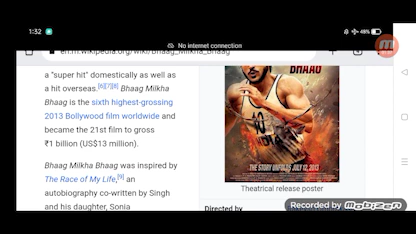 1:32
48%
No internet connection
en.m.wikipedia.org/wiki/Bhaag_Milkha_Bhaag
a "super hit" domestically as well as
a hit overseas.[6][7][8] Bhaag Milkha
Bhaag is the sixth highest-grossing
2013 Bollywood film worldwide and
became the 21st film to gross
₹1 billion (US$13 million).
Bhaag Milkha Bhaag was inspired by
The Race of My Life,[9] an
autobiography co-written by Singh
and his daughter, Sonia
BHAAG
THE STORY UNFOLDS JULY 12, 2013
Theatrical release poster
Directed by
Recorded by
MOBIZEN